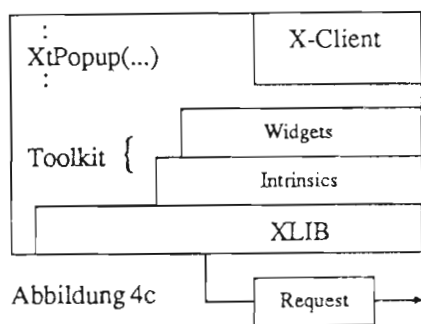 ⋮
X-Client
XtPopup(...)
⋮
Widgets
Toolkit {
Intrinsics
XLIB
Abbildung 4c
Request